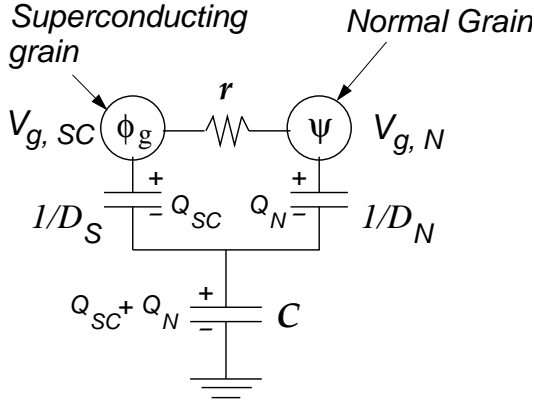 Superconducting
grain
Normal Grain
r
V_g, SC
ϕ_g
ψ
V_g, N
+
+
1/D_S
−
Q_SC
Q_N
−
1/D_N
Q_SC+ Q_N
+
−
C